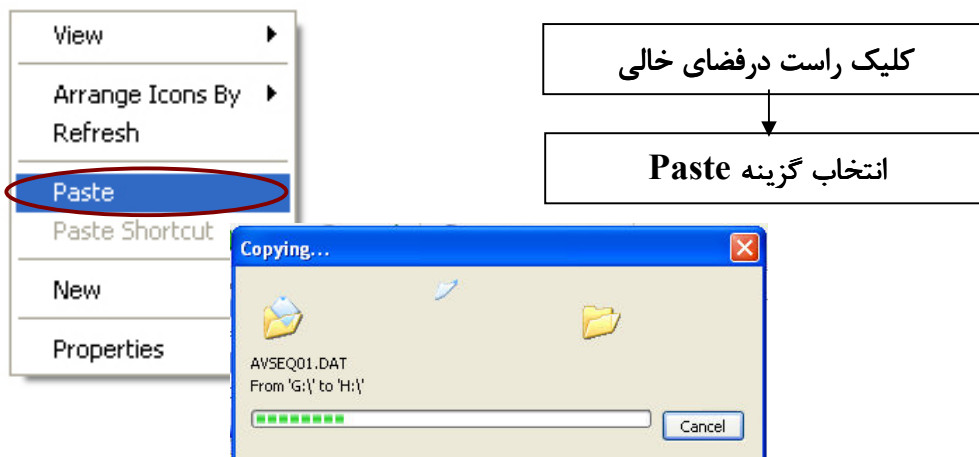 View
Arrange Icons By
Refresh
Paste
Paste Shortcut
New
Properties
کلیک راست درفضای خالی
انتخاب گزینه Paste
Copying...
AVSEQ01.DAT
From 'G:\' to 'H:\'
Cancel